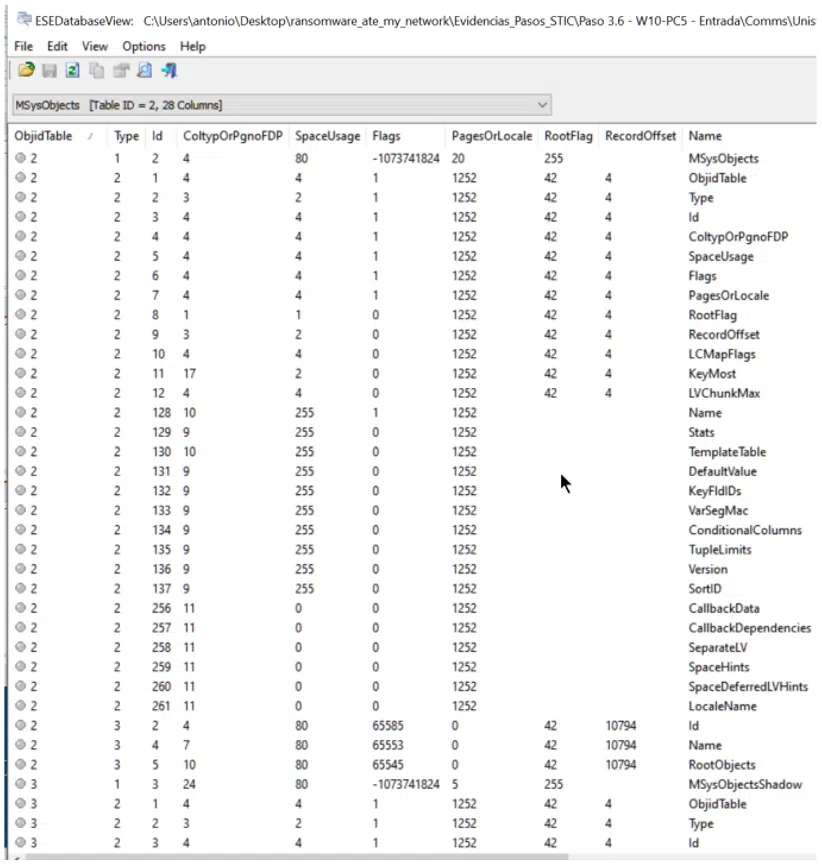 ESEDatabaseView: C:\Users\antonio\Desktop\ransomware_ate_my_network\Evidencias_Pasos_STIC\Paso 3.6 - W10-PC5 - Entrada\Comms\Unis
File Edit View Options Help
MSysObjects [Table ID = 2, 28 Columns]
ObjidTable Type Id ColtypOrPgnoFDP SpaceUsage Flags PagesOrLocale RootFlag RecordOffset Name
2 1 2 4 80 -1073741824 20 255 MSysObjects
2 2 1 4 4 1 1252 42 4 ObjidTable
2 2 2 3 2 1 1252 42 4 Type
2 2 3 4 4 1 1252 42 4 Id
2 2 4 4 4 1 1252 42 4 ColtypOrPgnoFDP
2 2 5 4 4 1 1252 42 4 SpaceUsage
2 2 6 4 4 1 1252 42 4 Flags
2 2 7 4 4 1 1252 42 4 PagesOrLocale
2 2 8 1 1 0 1252 42 4 RootFlag
2 2 9 3 2 0 1252 42 4 RecordOffset
2 2 10 4 4 0 1252 42 4 LCMapFlags
2 2 11 17 2 0 1252 42 4 KeyMost
2 2 12 4 4 0 1252 42 4 LVChunkMax
2 2 128 10 255 1 1252 Name
2 2 129 9 255 0 1252 Stats
2 2 130 10 255 0 1252 TemplateTable
2 2 131 9 255 0 1252 DefaultValue
2 2 132 9 255 0 1252 KeyFldIDs
2 2 133 9 255 0 1252 VarSegMac
2 2 134 9 255 0 1252 ConditionalColumns
2 2 135 9 255 0 1252 TupleLimits
2 2 136 9 255 0 1252 Version
2 2 137 9 255 0 1252 SortID
2 2 256 11 0 0 1252 CallbackData
2 2 257 11 0 0 1252 CallbackDependencies
2 2 258 11 0 0 1252 SeparateLV
2 2 259 11 0 0 1252 SpaceHints
2 2 260 11 0 0 1252 SpaceDeferredLVHints
2 2 261 11 0 0 1252 LocaleName
2 3 2 4 80 65585 0 42 10794 Id
2 3 4 7 80 65553 0 42 10794 Name
2 3 5 10 80 65545 0 42 10794 RootObjects
3 1 3 24 80 -1073741824 5 255 MSysObjectsShadow
3 2 1 4 4 1 1252 42 4 ObjidTable
3 2 2 3 2 1 1252 42 4 Type
3 2 3 4 4 1 1252 42 4 Id